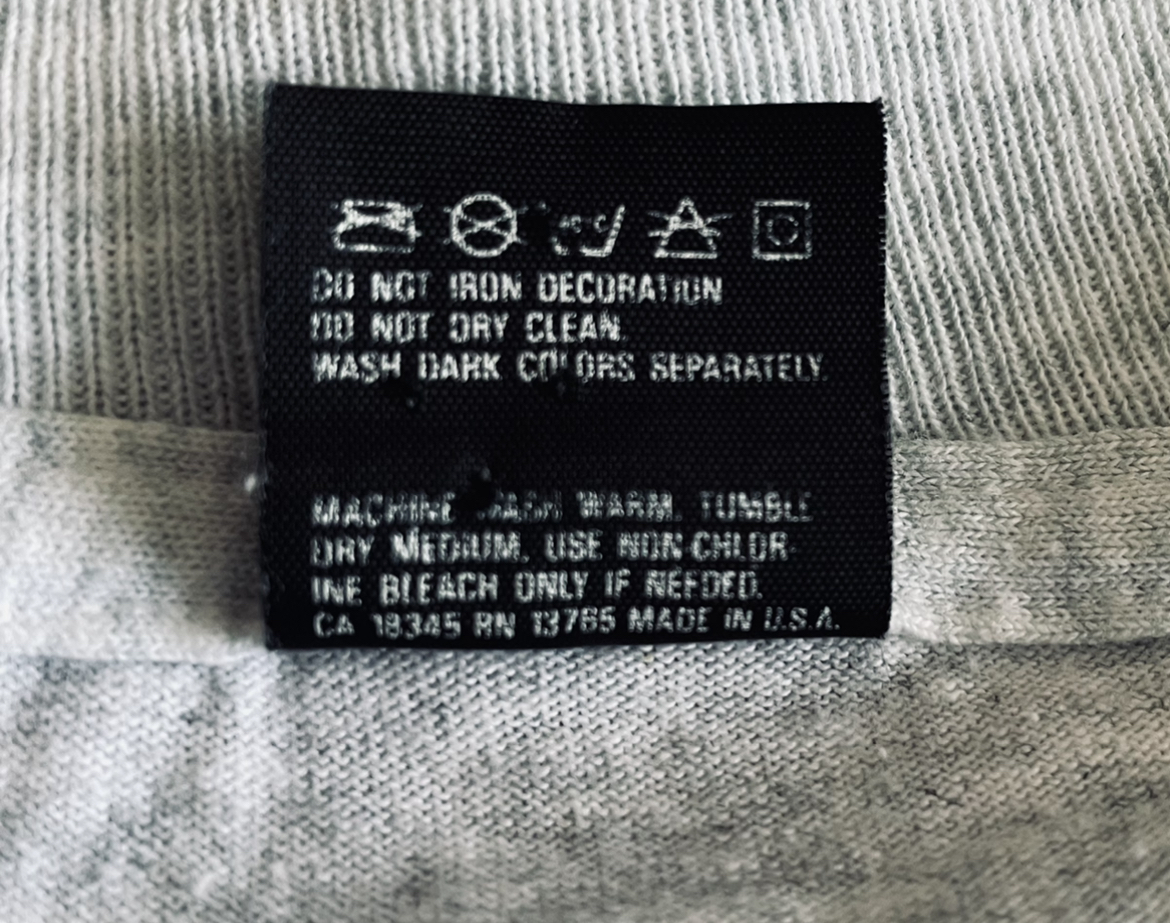 DO NOT IRON DECORATION
DO NOT DRY CLEAN.
WASH DARK COLORS SEPARATELY.
MACHINE WASH WARM. TUMBLE
DRY MEDIUM. USE NON-CHLOR-
INE BLEACH ONLY IF NEEDED.
CA 18345 RN 13765 MADE IN U.S.A.